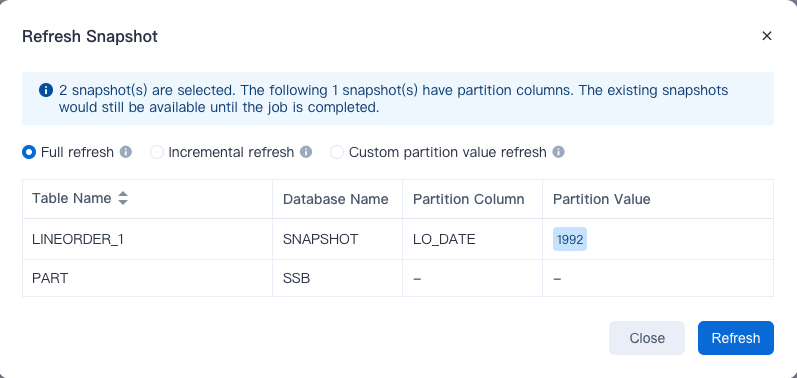 Refresh Snapshot
2 snapshot(s) are selected. The following 1 snapshot(s) have partition columns. The existing snapshots
would still be available until the job is completed.
Full refresh Incremental refresh Custom partition value refresh
Table Name Database Name Partition Column Partition Value
LINEORDER_1 SNAPSHOT LO_DATE 1992
PART SSB – –
Close Refresh